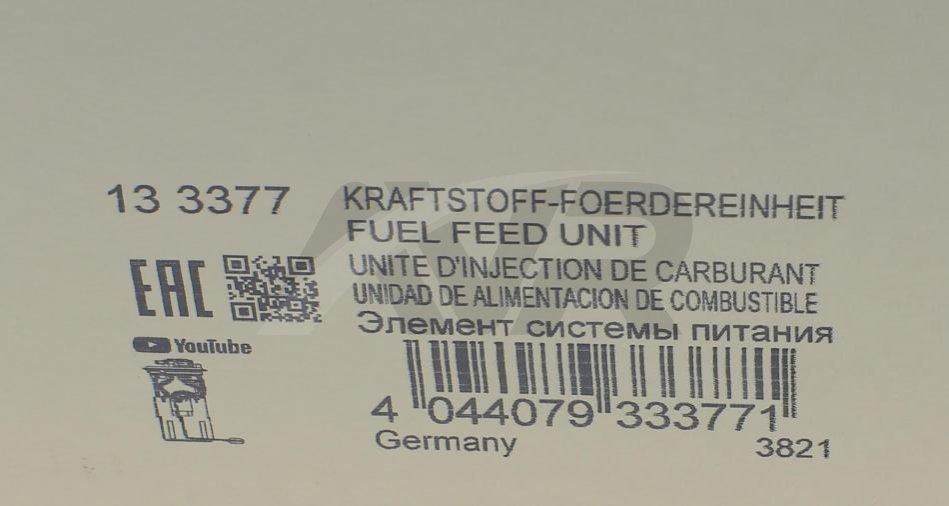 13 3377
KRAFTSTOFF-FOERDEREINHEIT
FUEL FEED UNIT
UNITE D'INJECTION DE CARBURANT
UNIDAD DE ALIMENTACION DE COMBUSTIBLE
Элемент системы питания
EAC
YouTube
4 044079 333771
Germany
3821
AVR